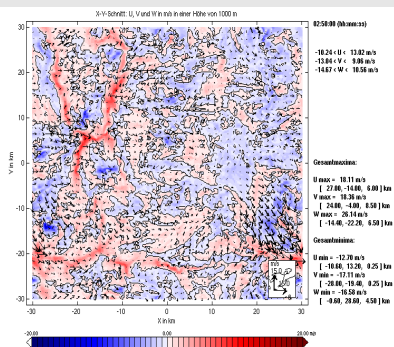 X-Y-Schnitt: U, V und W in m/s in einer Höhe von 1000 m
02:50:00 (hh:mm:ss)
-10.24 < U < 13.02 m/s
-13.04 < V < 9.06 m/s
-14.67 < W < 10.56 m/s
Gesamtmaxima:
U max = 18.11 m/s
[ 27.00, -14.00, 6.00 ] km
V max = 18.36 m/s
[ 24.00, -4.00, 8.50 ] km
W max = 26.14 m/s
[ -14.40, -22.20, 6.50 ] km
Gesamtminima:
U min = -12.70 m/s
[ -10.60, 13.20, 0.25 ] km
V min = -17.11 m/s
[ -28.00, -19.40, 0.25 ] km
W min = -16.58 m/s
[ -0.60, 28.60, 4.50 ] km
Y in km
30
20
10
0
-10
-20
-30
-30 -20 -10 0 10 20 30
X in km
m/s
15.0
-20.00 0.00 20.00 m/s